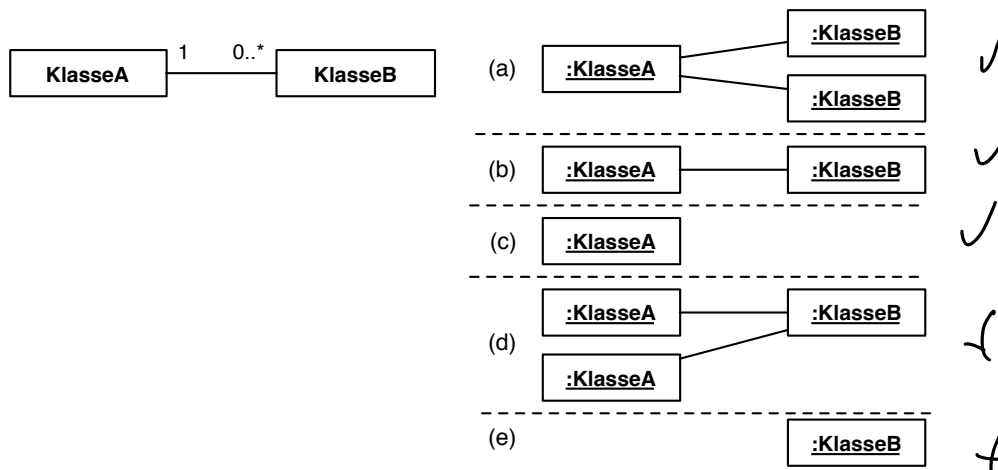 1 0..*
KlasseA KlasseB
(a) :KlasseA :KlasseB
:KlasseB
(b) :KlasseA :KlasseB
(c) :KlasseA
(d) :KlasseA :KlasseB
:KlasseA
(e) :KlasseB